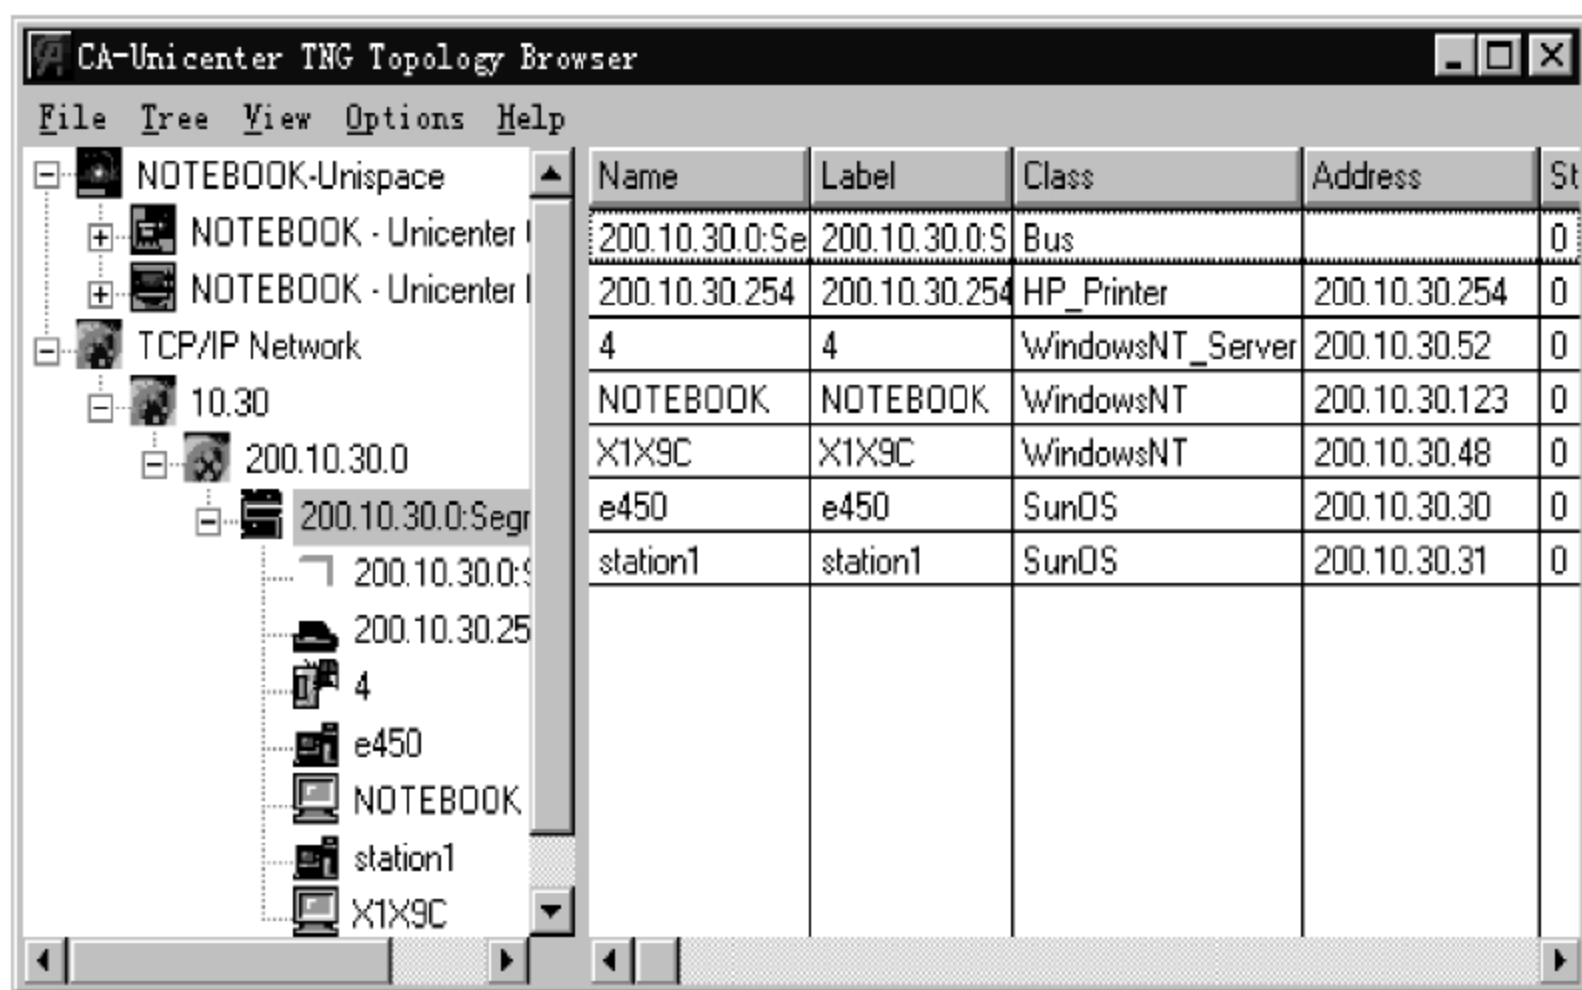 CA-Unicenter TNG Topology Browser
File Tree View Options Help
NOTEBOOK-Unispace
NOTEBOOK - Unicenter
NOTEBOOK - Unicenter
TCP/IP Network
10.30
200.10.30.0
200.10.30.0:Segr
200.10.30.0:S
200.10.30.25
4
e450
NOTEBOOK
station1
X1X9C
Name Label Class Address St
200.10.30.0:Se 200.10.30.0:S Bus 0
200.10.30.254 200.10.30.254 HP_Printer 200.10.30.254 0
4 4 WindowsNT_Server 200.10.30.52 0
NOTEBOOK NOTEBOOK WindowsNT 200.10.30.123 0
X1X9C X1X9C WindowsNT 200.10.30.48 0
e450 e450 SunOS 200.10.30.30 0
station1 station1 SunOS 200.10.30.31 0